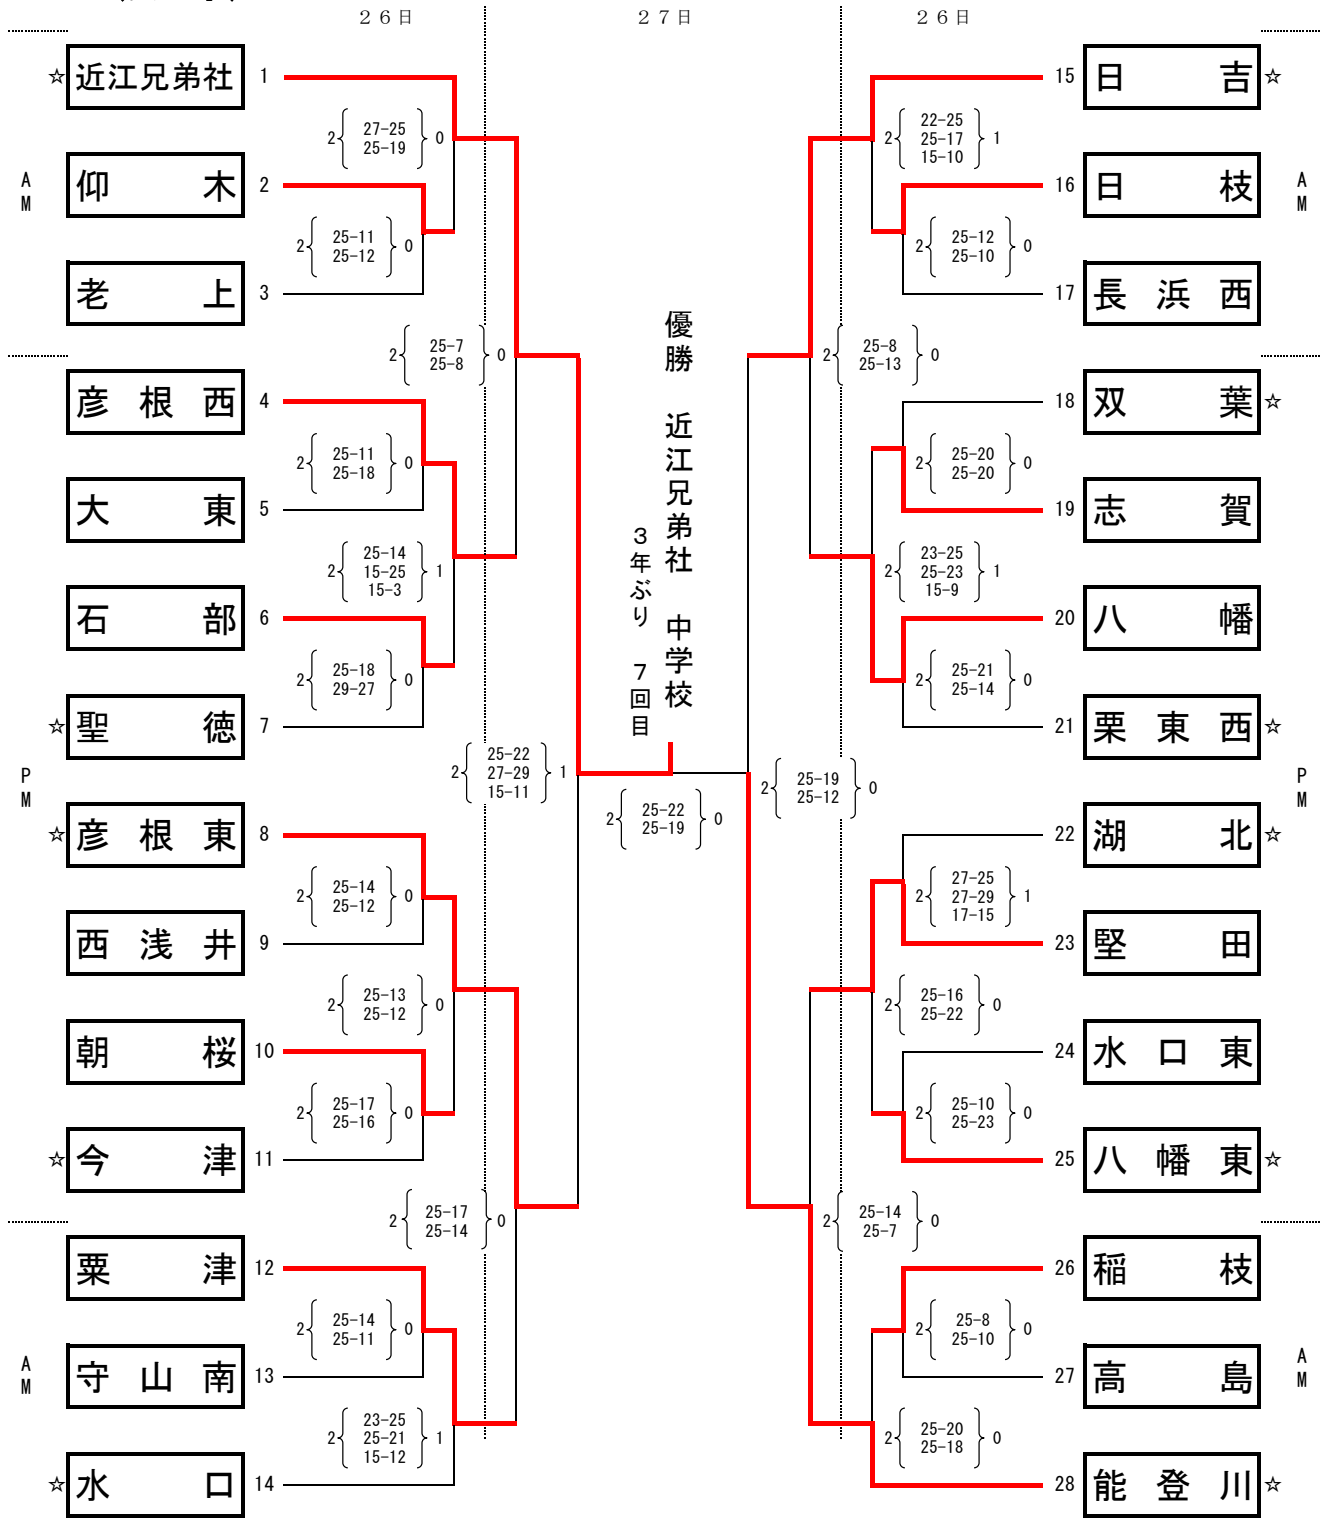 26日
27日
26日
☆ 近江兄弟社 1
2 27-25 0
25-19
仰木 2
2 25-11 0
25-12
老上 3
2 25-7 0
25-8
彦根西 4
2 25-11 0
25-18
大東 5
2 25-14 1
15-25
15-3
石部 6
2 25-18 0
29-27
☆ 聖徳 7
2 25-22 1
27-29
15-11
☆ 彦根東 8
2 25-14 0
25-12
西浅井 9
2 25-13 0
25-12
朝桜 10
2 25-17 0
25-16
☆ 今津 11
2 25-17 0
25-14
粟津 12
2 25-14 0
25-11
守山南 13
2 23-25 1
25-21
15-12
☆ 水口 14
AM
PM
AM
優勝 近江兄弟社 中学校
3年ぶり 7回目
2 25-22 0
25-19
15 日吉 ☆
2 22-25 1
25-17
15-10
16 日枝
2 25-12 0
25-10
17 長浜西
2 25-8 0
25-13
18 双葉 ☆
2 25-20 0
25-20
19 志賀
2 23-25 1
25-23
15-9
20 八幡
2 25-21 0
25-14
21 栗東西 ☆
2 25-19 0
25-12
22 湖北 ☆
2 27-25 1
27-29
17-15
23 堅田
2 25-16 0
25-22
24 水口東
2 25-10 0
25-23
25 八幡東 ☆
2 25-14 0
25-7
26 稲枝
2 25-8 0
25-10
27 高島
2 25-20 0
25-18
28 能登川 ☆
AM
PM
AM